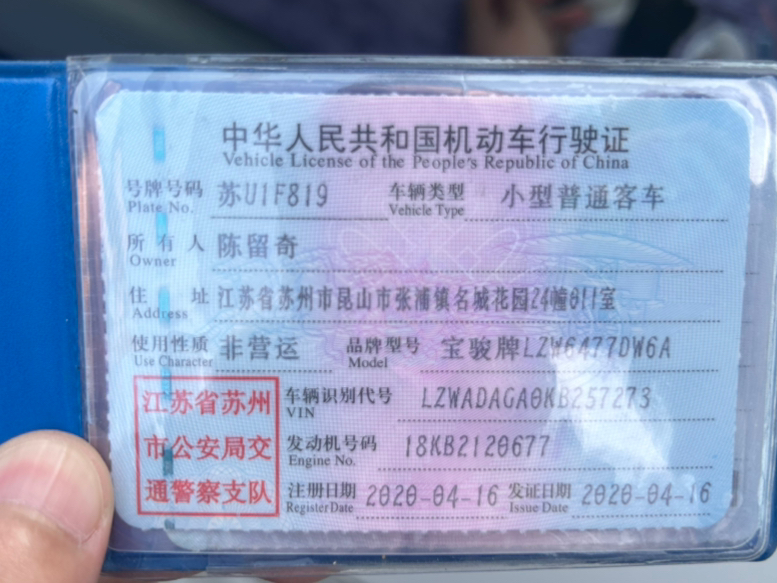 中华人民共和国机动车行驶证
Vehicle License of the People's Republic of China
号牌号码 苏U1F819 车辆类型 小型普通客车
Plate No. Vehicle Type
所有人 陈留奇
Owner
住址 江苏省苏州市昆山市张浦镇名城花园24幢011室
Address
使用性质 非营运 品牌型号 宝骏牌LZW6477DW6A
Use Character Model
江苏省苏州 车辆识别代号 LZWADAGA0KB257273
VIN
市公安局交 发动机号码 18KB2120677
Engine No.
通警察支队 注册日期 2020-04-16 发证日期 2020-04-16
Register Date Issue Date